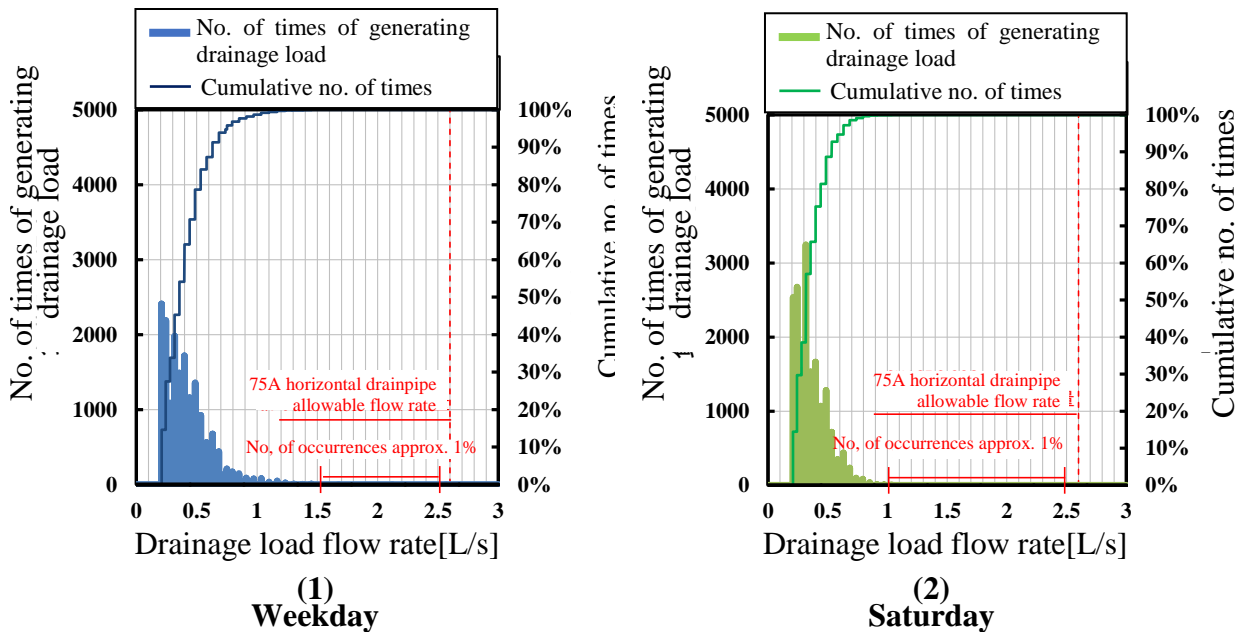 No. of times of generating
drainage load
Cumulative no. of times
No. of times of generating
drainage load
5000
4000
3000
2000
1000
0
100%
90%
80%
70%
60%
50%
40%
30%
20%
10%
0%
Cumulative no. of times
75A horizontal drainpipe
allowable flow rate
No, of occurrences approx. 1%
0 0.5 1 1.5 2 2.5 3
Drainage load flow rate[L/s]
(1)
Weekday
No. of times of generating
drainage load
Cumulative no. of times
No. of times of generating
drainage load
5000
4000
3000
2000
1000
0
100%
90%
80%
70%
60%
50%
40%
30%
20%
10%
0%
Cumulative no. of times
75A horizontal drainpipe
allowable flow rate
No, of occurrences approx. 1%
0 0.5 1 1.5 2 2.5 3
Drainage load flow rate[L/s]
(2)
Saturday